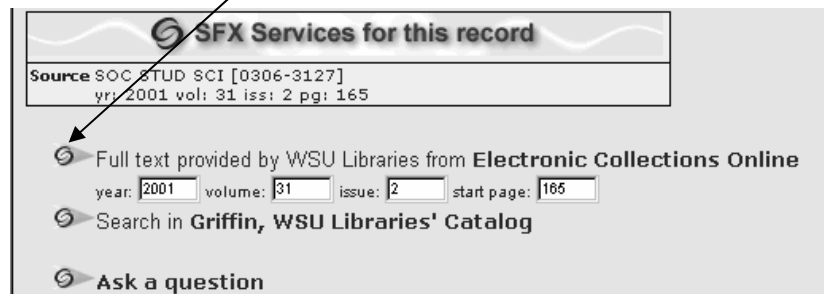 SFX Services for this record
Source SOC STUD SCI [0306-3127]
yr: 2001 vol: 31 iss: 2 pg: 165
Full text provided by WSU Libraries from Electronic Collections Online
year: 2001 volume: 31 issue: 2 start page: 165
Search in Griffin, WSU Libraries' Catalog
Ask a question